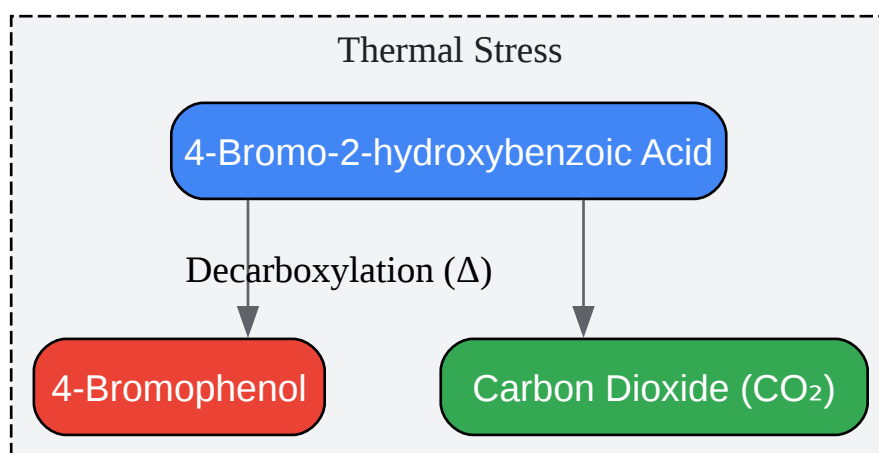 Thermal Stress
4-Bromo-2-hydroxybenzoic Acid
Decarboxylation (Δ)
4-Bromophenol
Carbon Dioxide (CO₂)